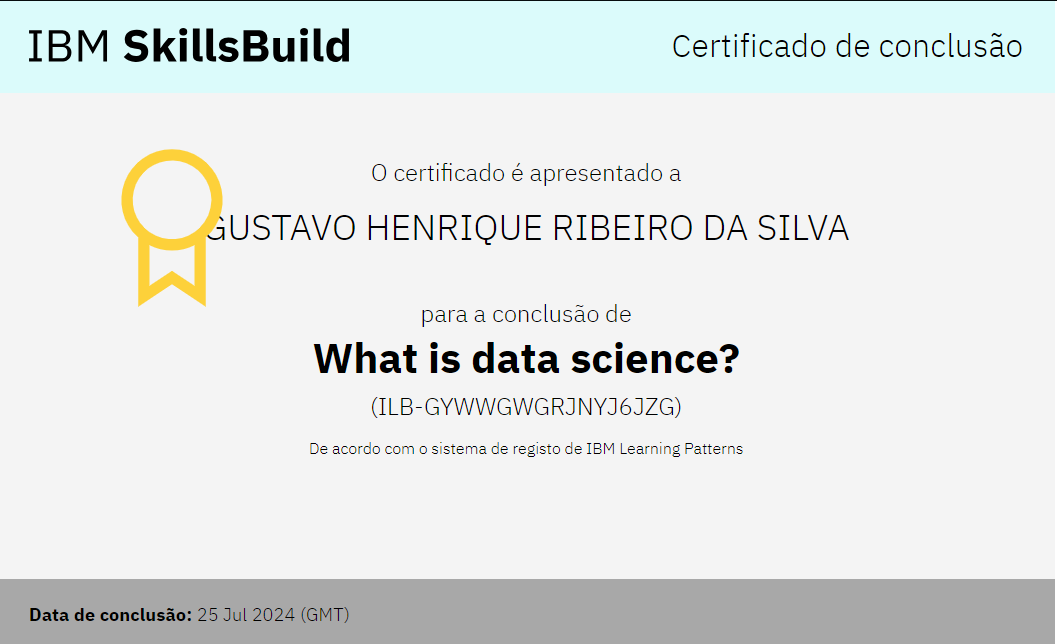 IBM SkillsBuild
Certificado de conclusão
O certificado é apresentado a
GUSTAVO HENRIQUE RIBEIRO DA SILVA
para a conclusão de
What is data science?
(ILB-GYWWGWGRJNYJ6JZG)
De acordo com o sistema de registo de IBM Learning Patterns
Data de conclusão: 25 Jul 2024 (GMT)